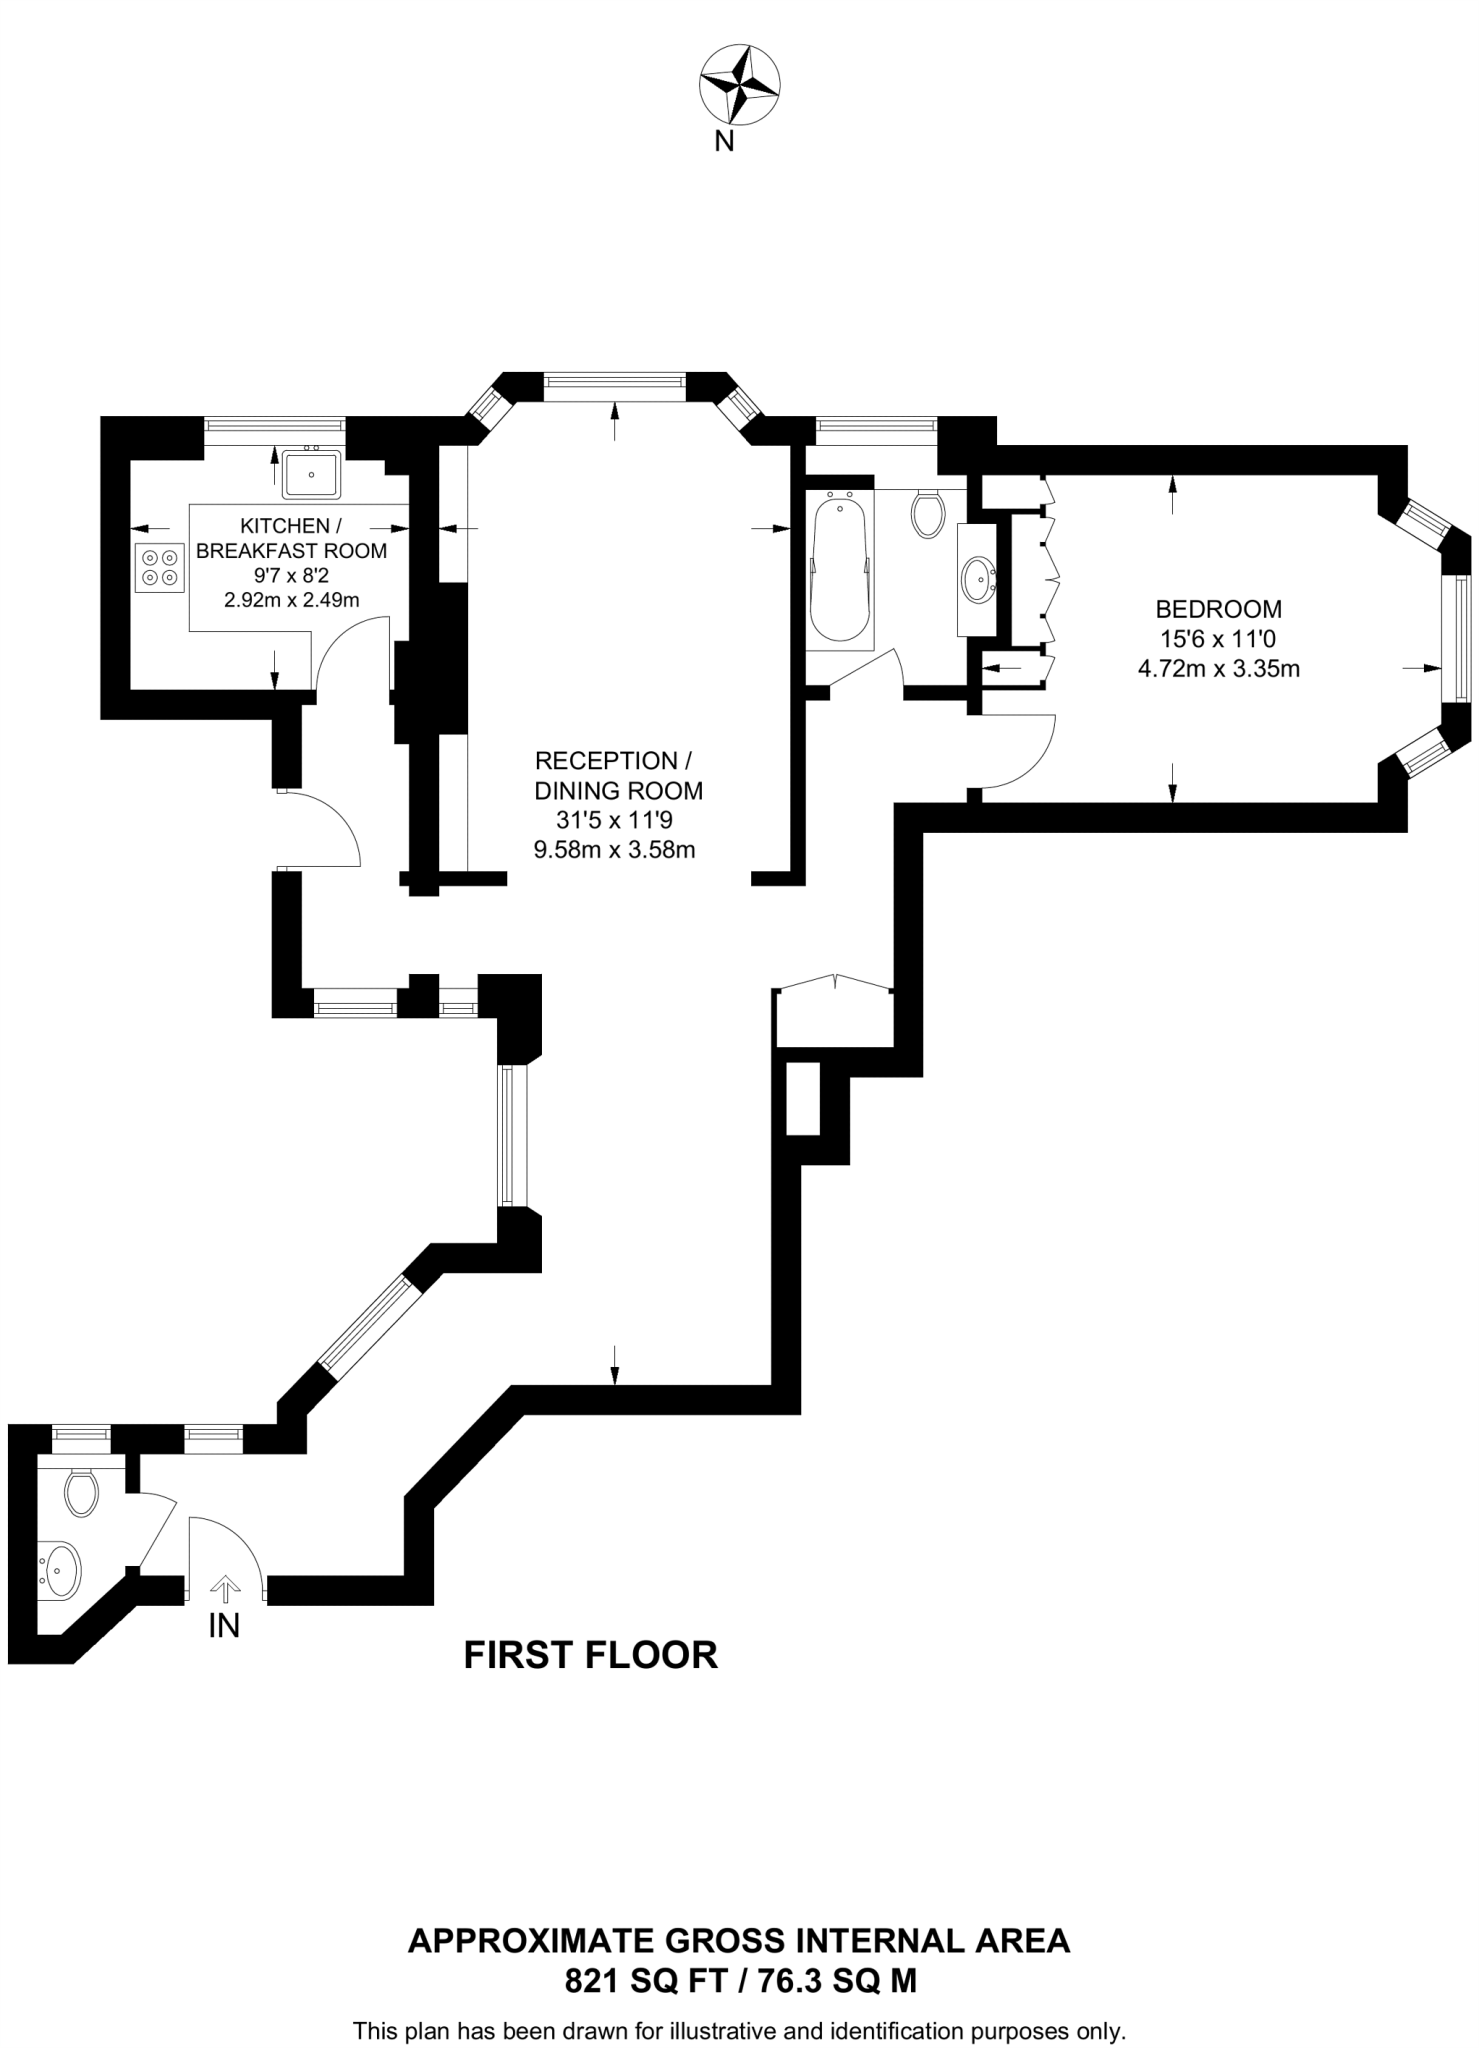 N
KITCHEN /
BREAKFAST ROOM
9'7 x 8'2
2.92m x 2.49m
BEDROOM
15'6 x 11'0
4.72m x 3.35m
RECEPTION /
DINING ROOM
31'5 x 11'9
9.58m x 3.58m
IN
FIRST FLOOR
APPROXIMATE GROSS INTERNAL AREA
821 SQ FT / 76.3 SQ M
This plan has been drawn for illustrative and identification purposes only.